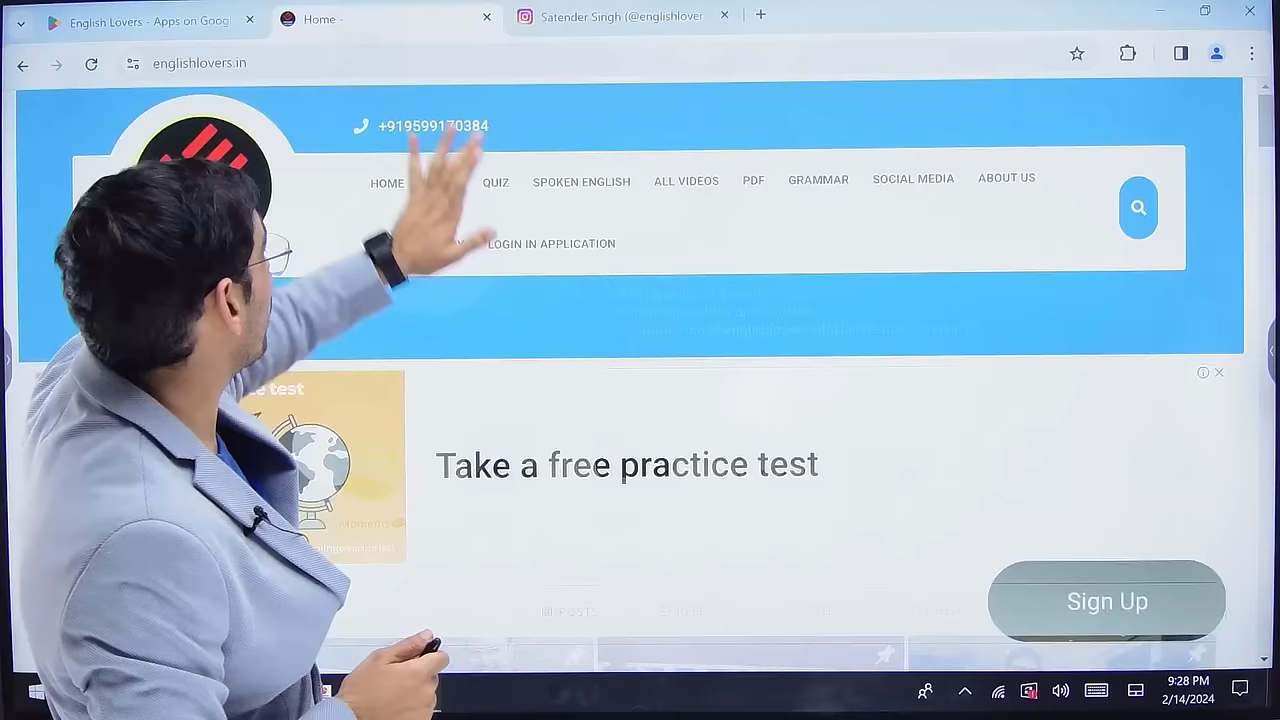 English Lovers - Apps on Googl
Home -
Satender Singh (@englishlover
englishlovers.in
+919599170384
HOME QUIZ SPOKEN ENGLISH ALL VIDEOS PDF GRAMMAR SOCIAL MEDIA ABOUT US
LOGIN IN APPLICATION
test
Take a free practice test
Moments
POSTS
Sign Up
9:28 PM
2/14/2024